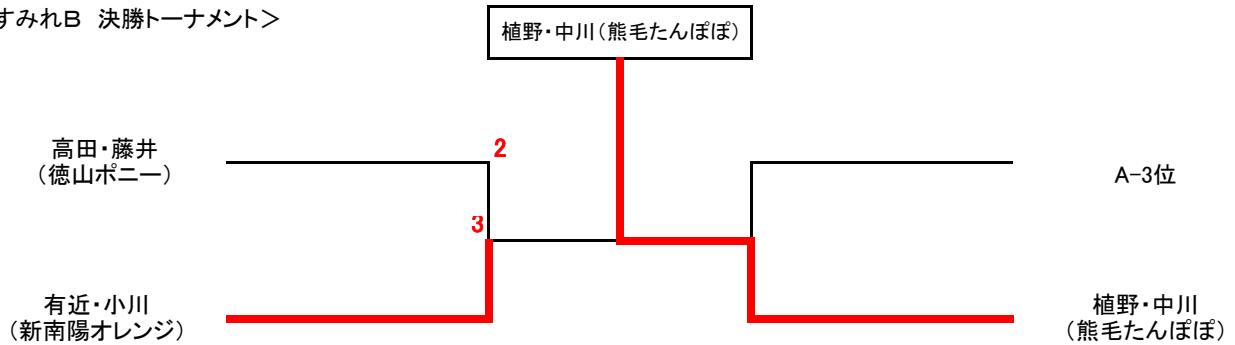 すみれB 決勝トーナメント＞
植野・中川（熊毛たんぽぽ）
高田・藤井
（徳山ポニー）
2
A-3位
3
有近・小川
（新南陽オレンジ）
植野・中川
（熊毛たんぽぽ）